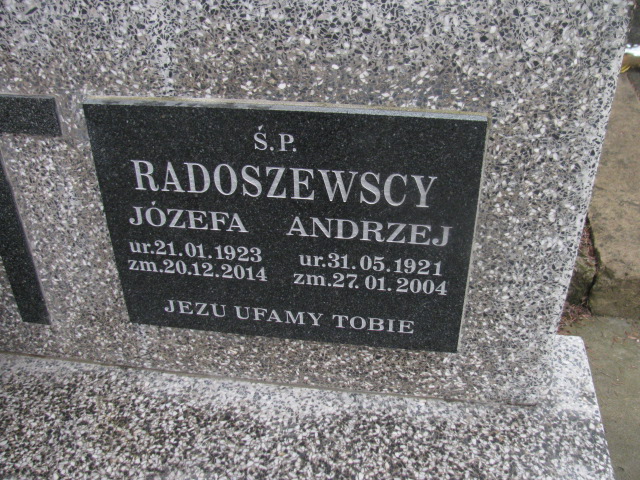 Ś.P.
RADOSZEWSCY
JÓZEFA ANDRZEJ
ur.21.01.1923 ur.31.05.1921
zm.20.12.2014 zm.27.01.2004
JEZU UFAMY TOBIE